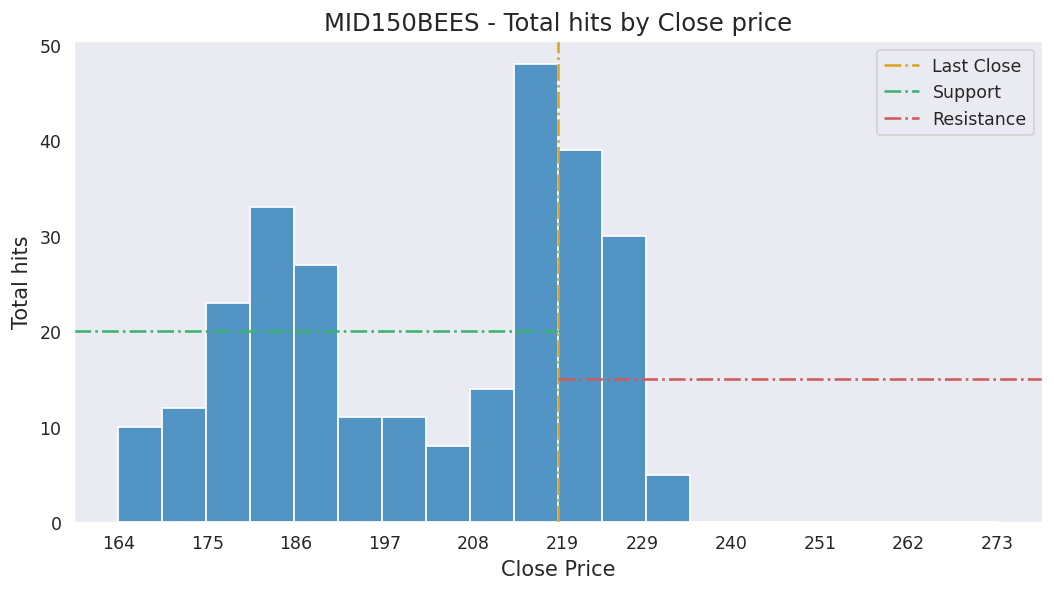 MID150BEES - Total hits by Close price
50
40
30
20
10
0
Total hits
Last Close
Support
Resistance
164 175 186 197 208 219 229 240 251 262 273
Close Price